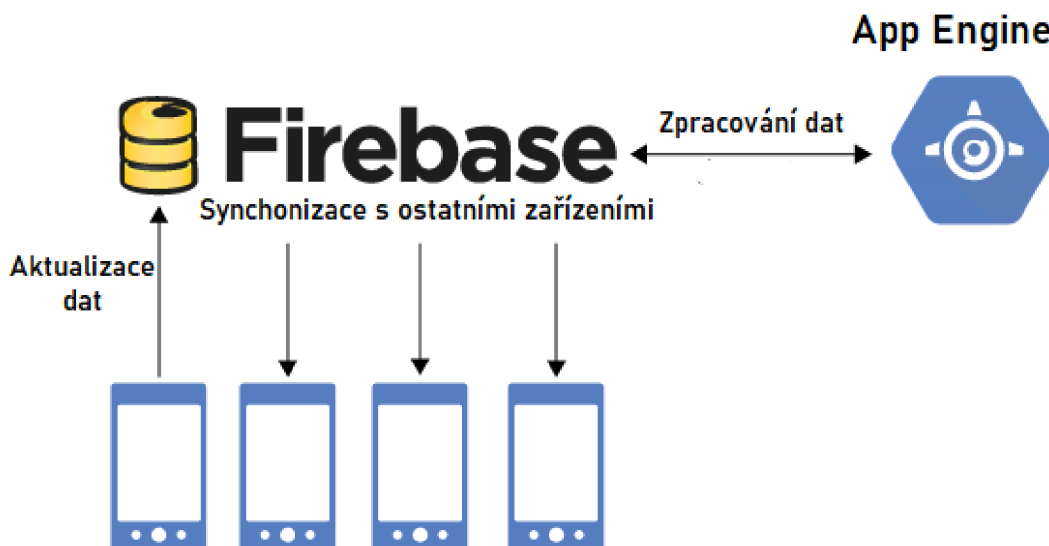 App Engine
Firebase
Zpracování dat
Synchonizace s ostatními zařízeními
Aktualizace
dat